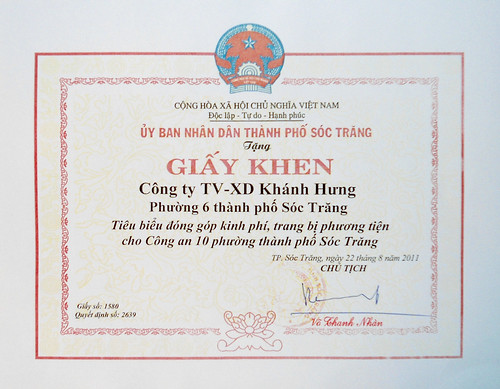 CỘNG HÒA XÃ HỘI CHỦ NGHĨA VIỆT NAM
Độc lập - Tự do - Hạnh phúc
ỦY BAN NHÂN DÂN THÀNH PHỐ SÓC TRĂNG
Tặng
GIẤY KHEN
Công ty TV-XD Khánh Hưng
Phường 6 thành phố Sóc Trăng
Tiêu biểu đóng góp kinh phí, trang bị phương tiện
cho Công an 10 phường thành phố Sóc Trăng
TP. Sóc Trăng, ngày 22 tháng 8 năm 2011
CHỦ TỊCH
Giấy số: 1580
Quyết định số: 2639
Võ Thanh Nhàn